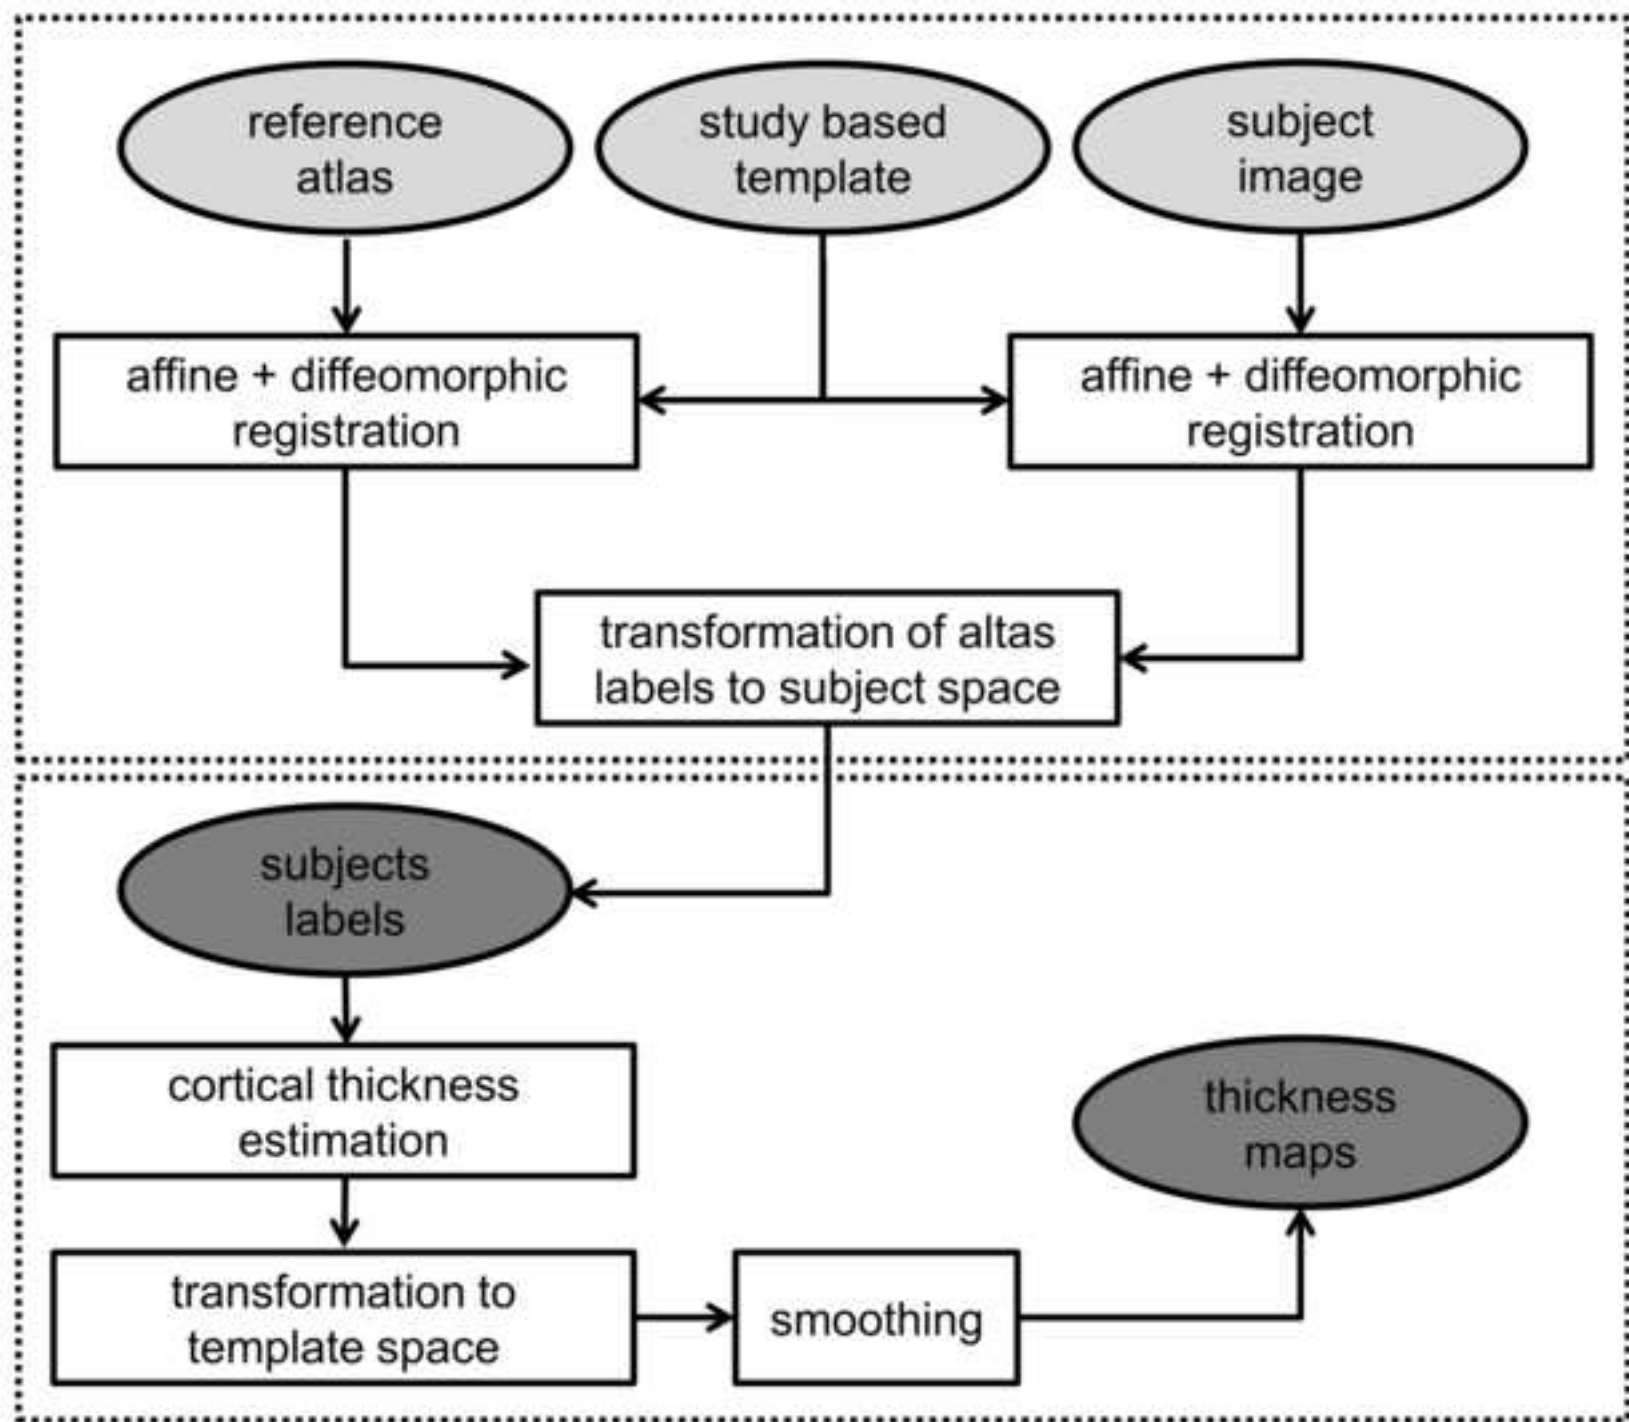 reference
atlas
study based
template
subject
image
affine + diffeomorphic
registration
affine + diffeomorphic
registration
transformation of altas
labels to subject space
subjects
labels
cortical thickness
estimation
thickness
maps
transformation to
template space
smoothing